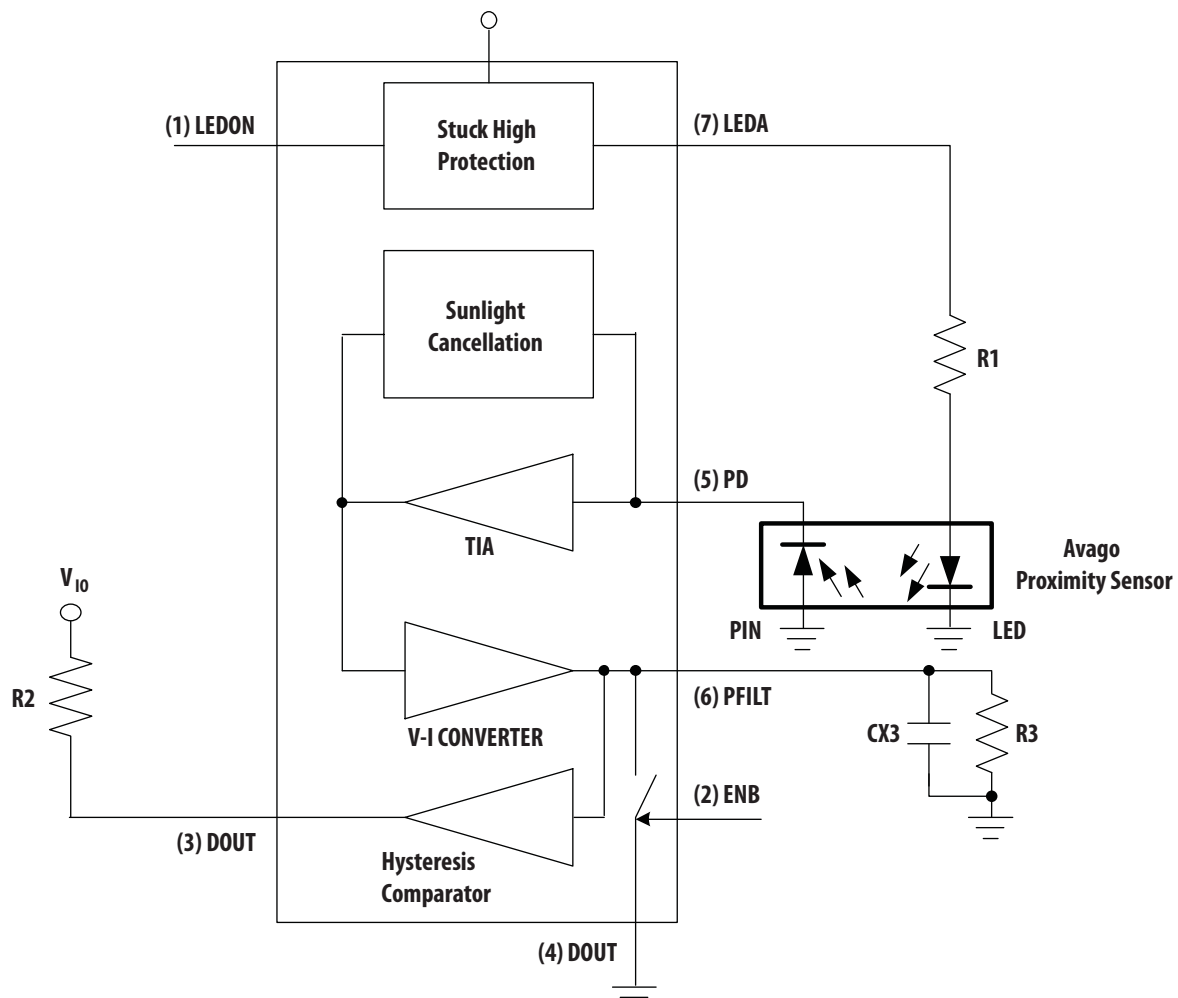 (1) LEDON
Stuck High
Protection
(7) LEDA
Sunlight
Cancellation
R1
(5) PD
TIA
Avago
Proximity Sensor
PIN
LED
V₁₀
R2
(6) PFILT
V-I CONVERTER
CX3
R3
(2) ENB
(3) DOUT
Hysteresis
Comparator
(4) DOUT